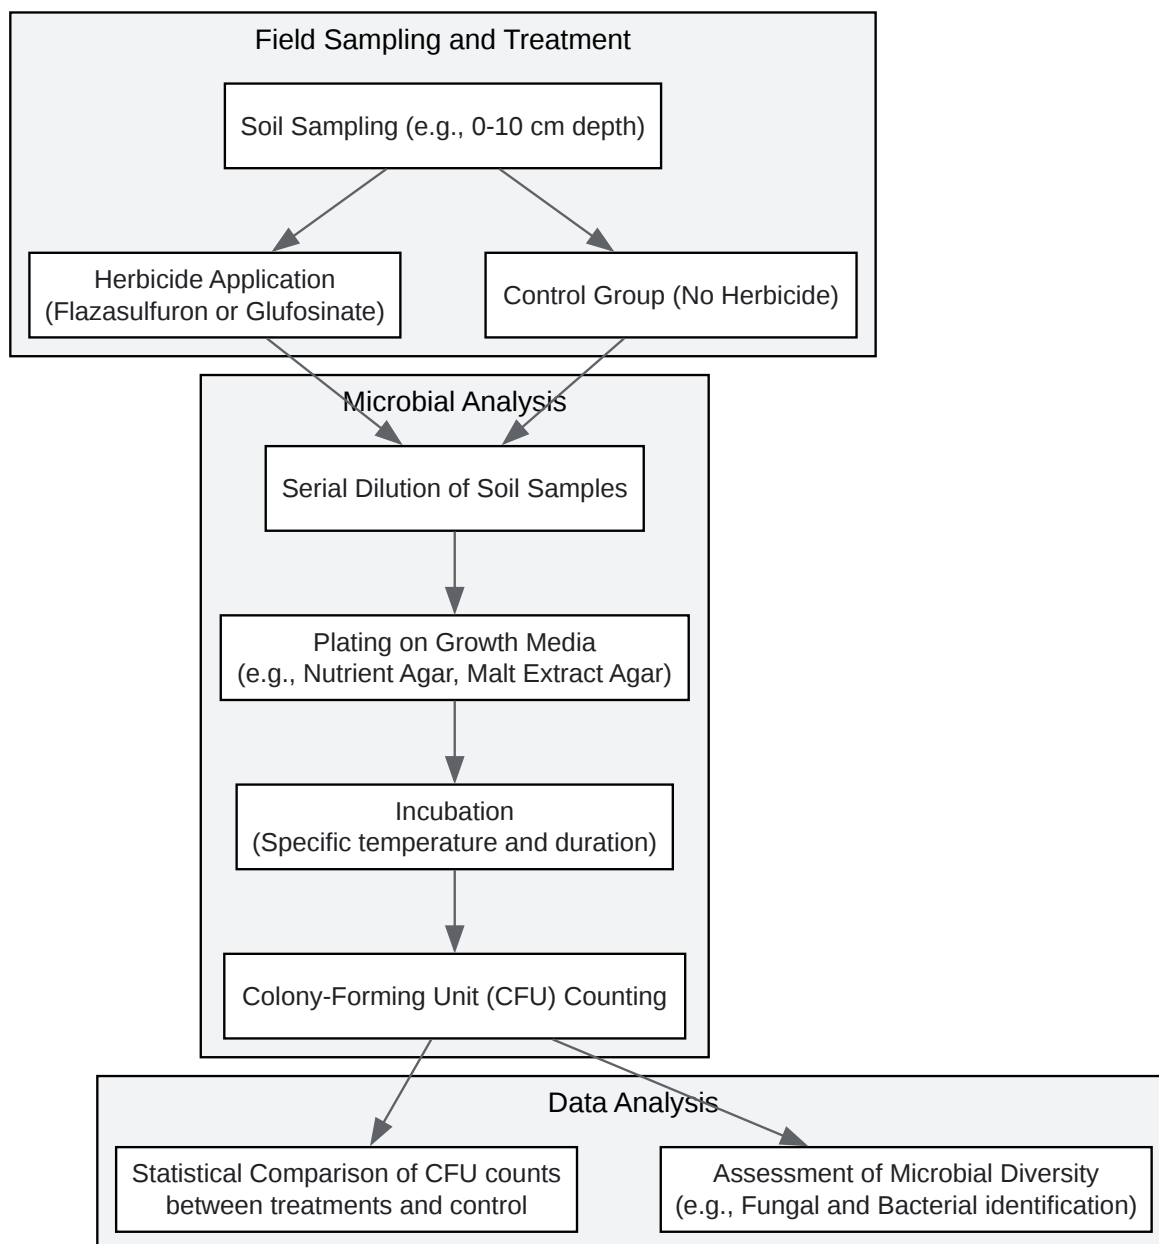 Field Sampling and Treatment
Soil Sampling (e.g., 0-10 cm depth)
Herbicide Application
(Flazasulfuron or Glufosinate)
Control Group (No Herbicide)
Microbial Analysis
Serial Dilution of Soil Samples
Plating on Growth Media
(e.g., Nutrient Agar, Malt Extract Agar)
Incubation
(Specific temperature and duration)
Colony-Forming Unit (CFU) Counting
Data Analysis
Statistical Comparison of CFU counts
between treatments and control
Assessment of Microbial Diversity
(e.g., Fungal and Bacterial identification)